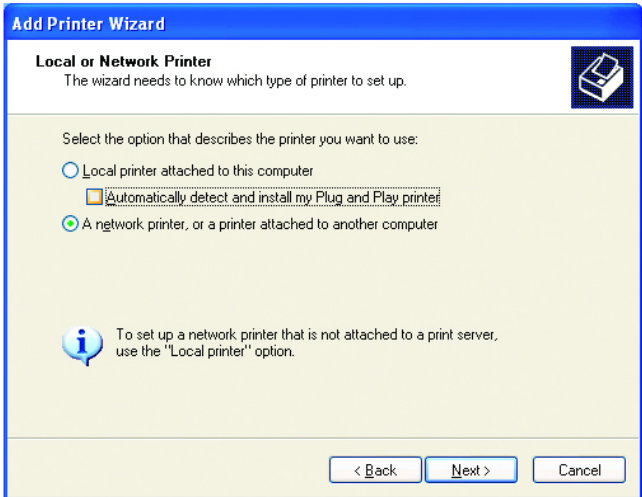 Add Printer Wizard
Local or Network Printer
The wizard needs to know which type of printer to set up.
Select the option that describes the printer you want to use:
Local printer attached to this computer
Automatically detect and install my Plug and Play printer
A network printer, or a printer attached to another computer
To set up a network printer that is not attached to a print server,
use the "Local printer" option.
< Back
Next >
Cancel